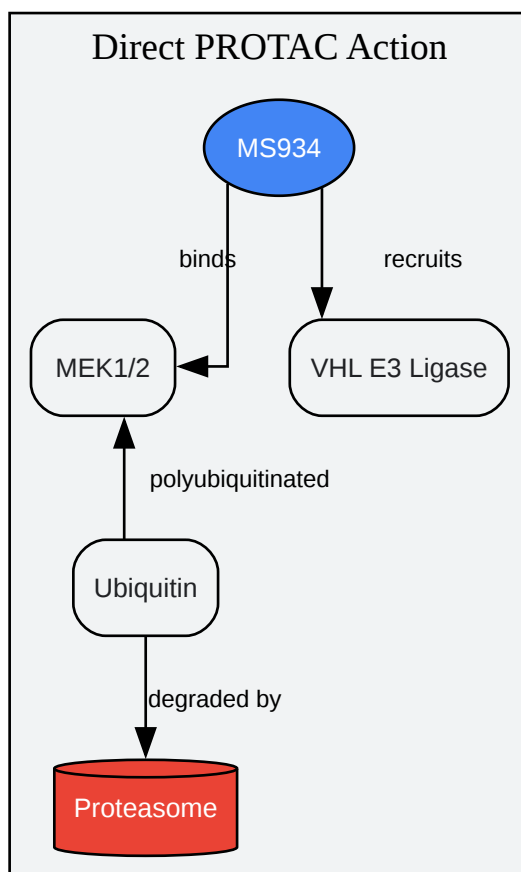 Direct PROTAC Action
MS934
binds
recruits
MEK1/2
VHL E3 Ligase
polyubiquitinated
Ubiquitin
degraded by
Proteasome